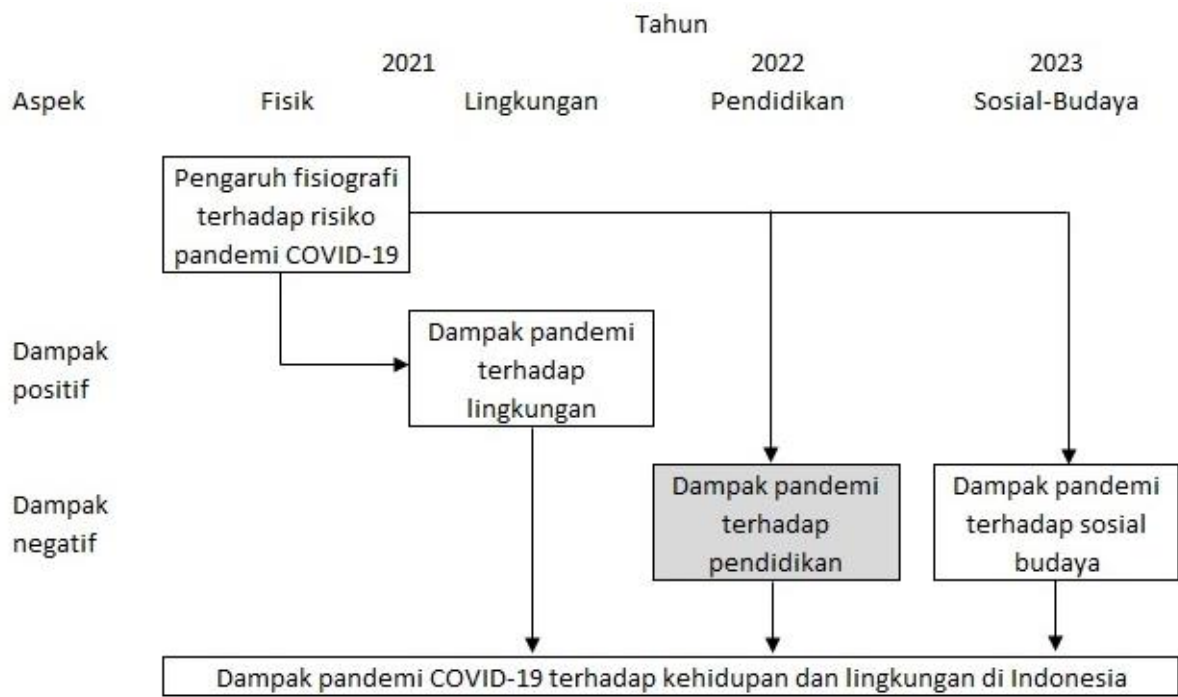 Tahun
2021 2022 2023
Aspek Fisik Lingkungan Pendidikan Sosial-Budaya
Pengaruh fisiografi
terhadap risiko
pandemi COVID-19
Dampak
positif
Dampak pandemi
terhadap
lingkungan
Dampak
negatif
Dampak pandemi
terhadap
pendidikan
Dampak pandemi
terhadap sosial
budaya
Dampak pandemi COVID-19 terhadap kehidupan dan lingkungan di Indonesia